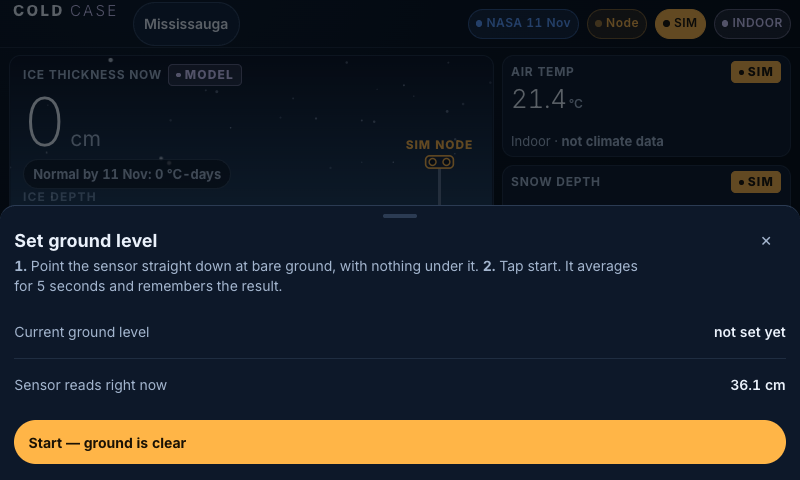 COLD CASE
Mississauga
NASA 11 Nov
Node
SIM
INDOOR
ICE THICKNESS NOW
MODEL
0 cm
Normal by 11 Nov: 0 °C-days
ICE DEPTH
SIM NODE
AIR TEMP
SIM
21.4 °C
Indoor · not climate data
SNOW DEPTH
SIM
Set ground level
×
1. Point the sensor straight down at bare ground, with nothing under it. 2. Tap start. It averages
for 5 seconds and remembers the result.
Current ground level
not set yet
Sensor reads right now
36.1 cm
Start — ground is clear